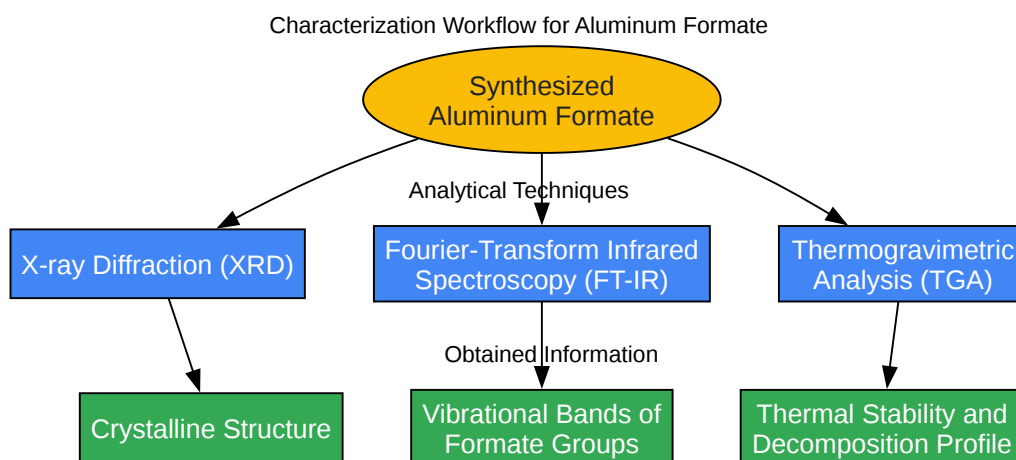 Characterization Workflow for Aluminum Formate
Synthesized
Aluminum Formate
Analytical Techniques
X-ray Diffraction (XRD)
Fourier-Transform Infrared
Spectroscopy (FT-IR)
Thermogravimetric
Analysis (TGA)
Obtained Information
Crystalline Structure
Vibrational Bands of
Formate Groups
Thermal Stability and
Decomposition Profile